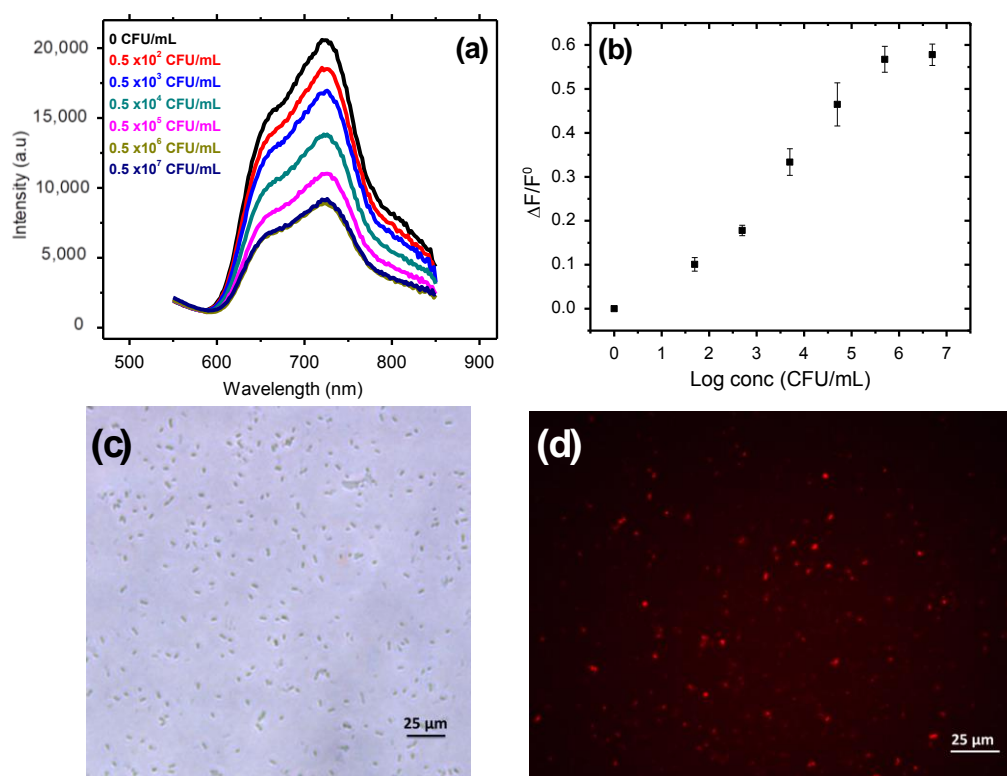 (a)
0 CFU/mL
0.5 x10² CFU/mL
0.5 x10³ CFU/mL
0.5 x10⁴ CFU/mL
0.5 x10⁵ CFU/mL
0.5 x10⁶ CFU/mL
0.5 x10⁷ CFU/mL
20,000
15,000
10,000
5,000
0
Intensity (a.u)
500 600 700 800 900
Wavelength (nm)
(b)
0.6
0.5
0.4
0.3
0.2
0.1
0.0
ΔF/F⁰
0 1 2 3 4 5 6 7
Log conc (CFU/mL)
(c)
25 µm
(d)
25 µm